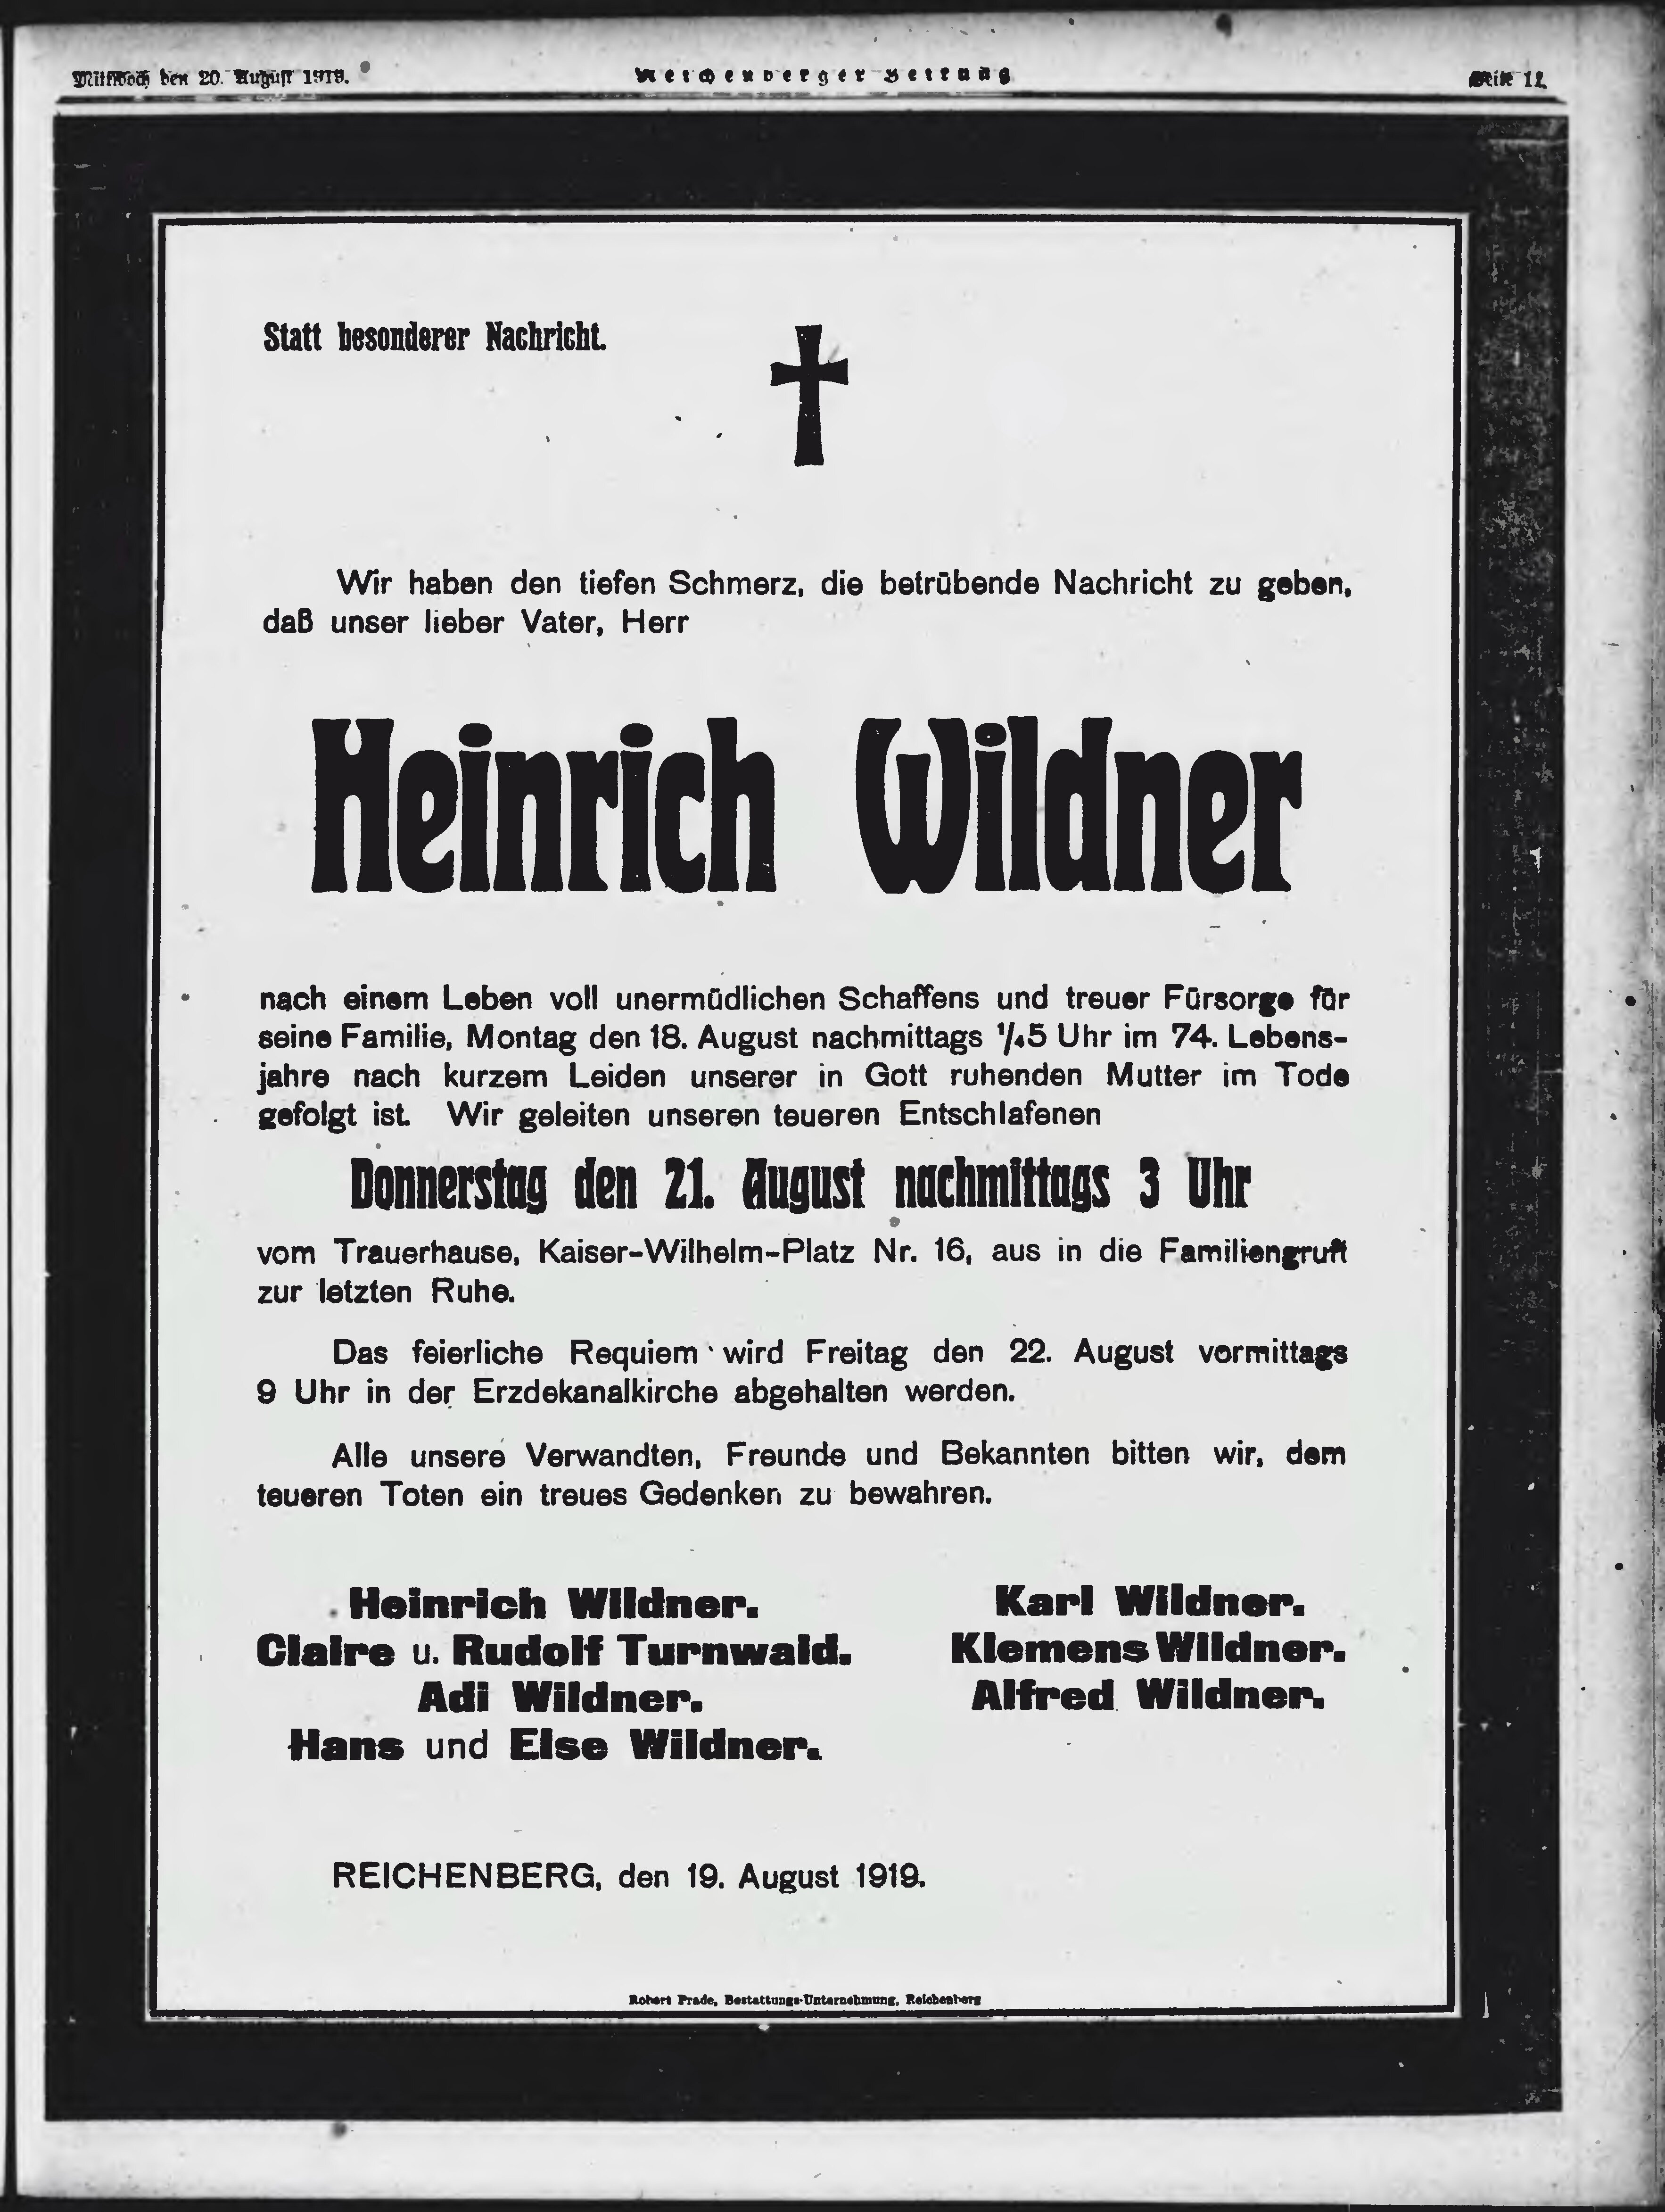 Mittwoch den 20. August 1919.
Reichenberger Zeitung
Seite 11.
Statt besonderer Nachricht.
Wir haben den tiefen Schmerz, die betrübende Nachricht zu geben,
daß unser lieber Vater, Herr
Heinrich Wildner
nach einem Leben voll unermüdlichen Schaffens und treuer Fürsorge für
seine Familie, Montag den 18. August nachmittags ¼5 Uhr im 74. Lebens-
jahre nach kurzem Leiden unserer in Gott ruhenden Mutter im Tode
gefolgt ist. Wir geleiten unseren teueren Entschlafenen
Donnerstag den 21. August nachmittags 3 Uhr
vom Trauerhause, Kaiser-Wilhelm-Platz Nr. 16, aus in die Familiengruft
zur letzten Ruhe.
Das feierliche Requiem wird Freitag den 22. August vormittags
9 Uhr in der Erzdekanalkirche abgehalten werden.
Alle unsere Verwandten, Freunde und Bekannten bitten wir, dem
teueren Toten ein treues Gedenken zu bewahren.
Heinrich Wildner.
Claire u. Rudolf Turnwald.
Adi Wildner.
Hans und Else Wildner.
Karl Wildner.
Klemens Wildner.
Alfred Wildner.
REICHENBERG, den 19. August 1919.
Robert Prade, Bestattungs-Unternehmung, Reichenberg